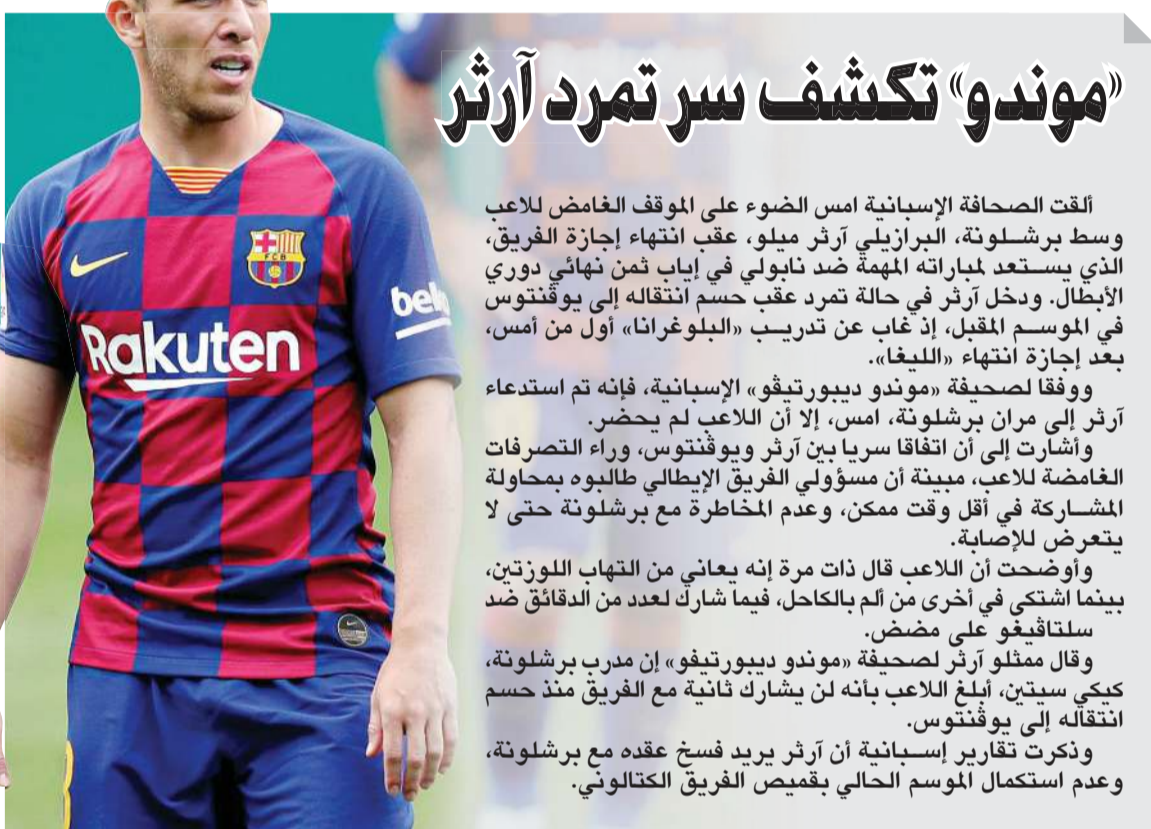 «موندو» تكشف سر تمرد آرثر
ألقت الصحافة الإسبانية امس الضوء على الموقف الغامض للاعب
وسط برشلونة، البرازيلي آرثر ميلو، عقب انتهاء إجازة الفريق،
الذي يستعد لمباراته المهمة ضد نابولي في إياب ثمن نهائي دوري
الأبطال. ودخل آرثر في حالة تمرد عقب حسم انتقاله إلى يوڤنتوس
في الموسم المقبل، إذ غاب عن تدريب «البلوغرانا» أول من أمس،
بعد إجازة انتهاء «الليغا».
ووفقا لصحيفة «موندو ديبورتيڤو» الإسبانية، فإنه تم استدعاء
آرثر إلى مران برشلونة، امس، إلا أن اللاعب لم يحضر.
وأشارت إلى أن اتفاقا سريا بين آرثر ويوڤنتوس، وراء التصرفات
الغامضة للاعب، مبينة أن مسؤولي الفريق الإيطالي طالبوه بمحاولة
المشاركة في أقل وقت ممكن، وعدم المخاطرة مع برشلونة حتى لا
يتعرض للإصابة.
وأوضحت أن اللاعب قال ذات مرة إنه يعاني من التهاب اللوزتين،
بينما اشتكى في أخرى من ألم بالكاحل، فيما شارك لعدد من الدقائق ضد
سلتاڤيغو على مضض.
وقال ممثلو آرثر لصحيفة «موندو ديبورتيفو» إن مدرب برشلونة،
كيكي سيتين، أبلغ اللاعب بأنه لن يشارك ثانية مع الفريق منذ حسم
انتقاله إلى يوڤنتوس.
وذكرت تقارير إسبانية أن آرثر يريد فسخ عقده مع برشلونة،
وعدم استكمال الموسم الحالي بقميص الفريق الكتالوني.
FCB
beko
Rakuten